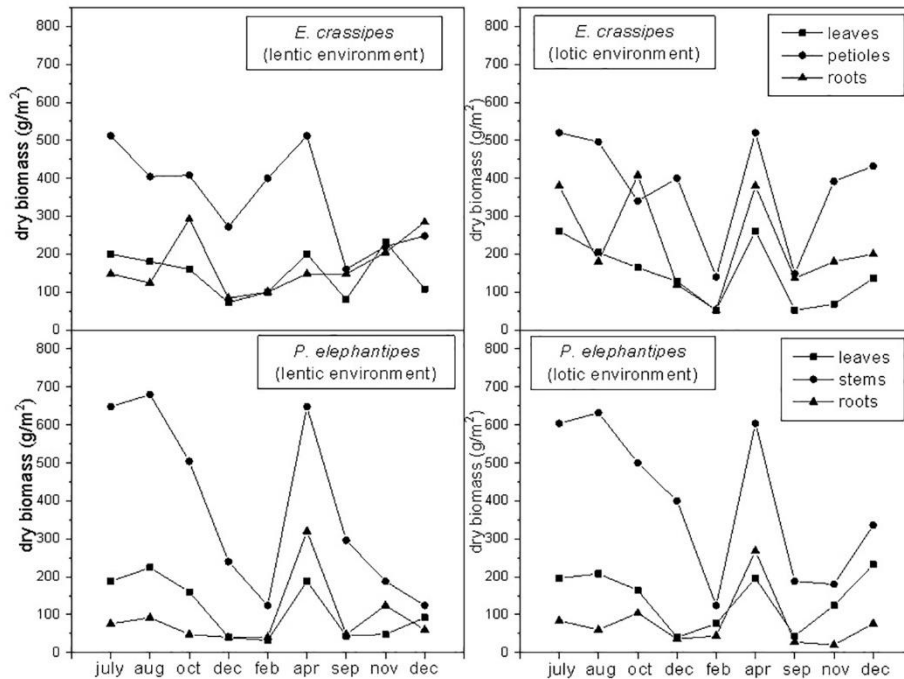 E. crassipes
(lentic environment)
800
700
600
500
400
300
200
100
0
dry biomass (g/m²)
E. crassipes
(lotic environment)
leaves
petioles
roots
800
700
600
500
400
300
200
100
0
dry biomass (g/m²)
P. elephantipes
(lentic environment)
800
700
600
500
400
300
200
100
0
dry biomass (g/m²)
july aug oct dec feb apr sep nov dec
P. elephantipes
(lotic environment)
leaves
stems
roots
800
700
600
500
400
300
200
100
0
dry biomass (g/m²)
july aug oct dec feb apr sep nov dec